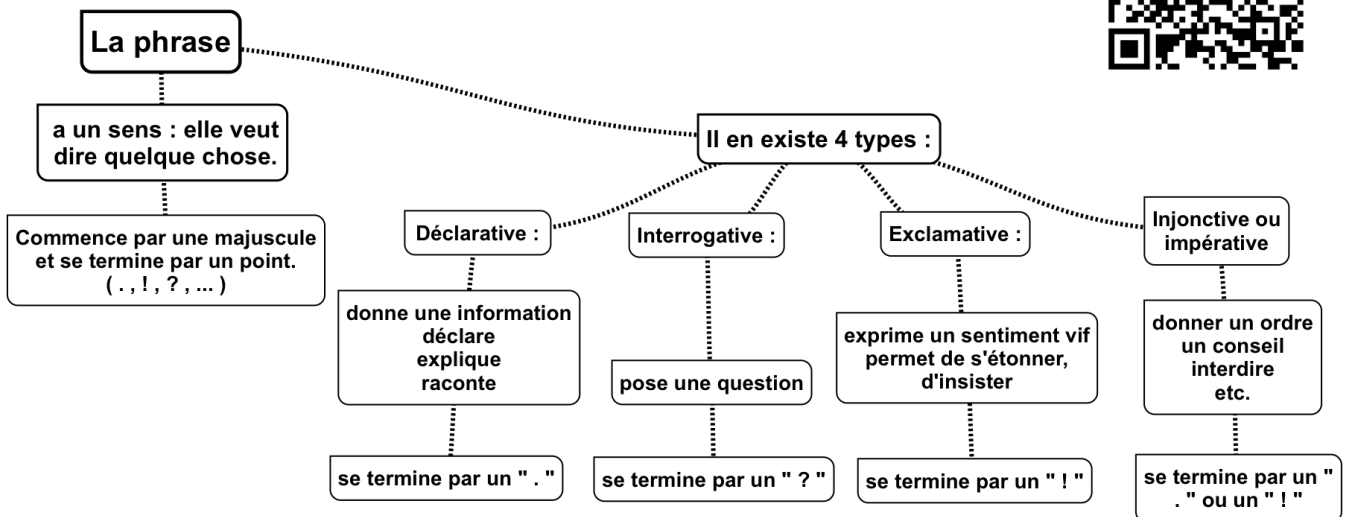 La phrase
a un sens : elle veut
dire quelque chose.
Commence par une majuscule
et se termine par un point.
( . , ! , ? , ... )
Il en existe 4 types :
Déclarative :
donne une information
déclare
explique
raconte
se termine par un " . "
Interrogative :
pose une question
se termine par un " ? "
Exclamative :
exprime un sentiment vif
permet de s'étonner,
d'insister
se termine par un " ! "
Injonctive ou
impérative
donner un ordre
un conseil
interdire
etc.
se termine par un "
. " ou un " ! "